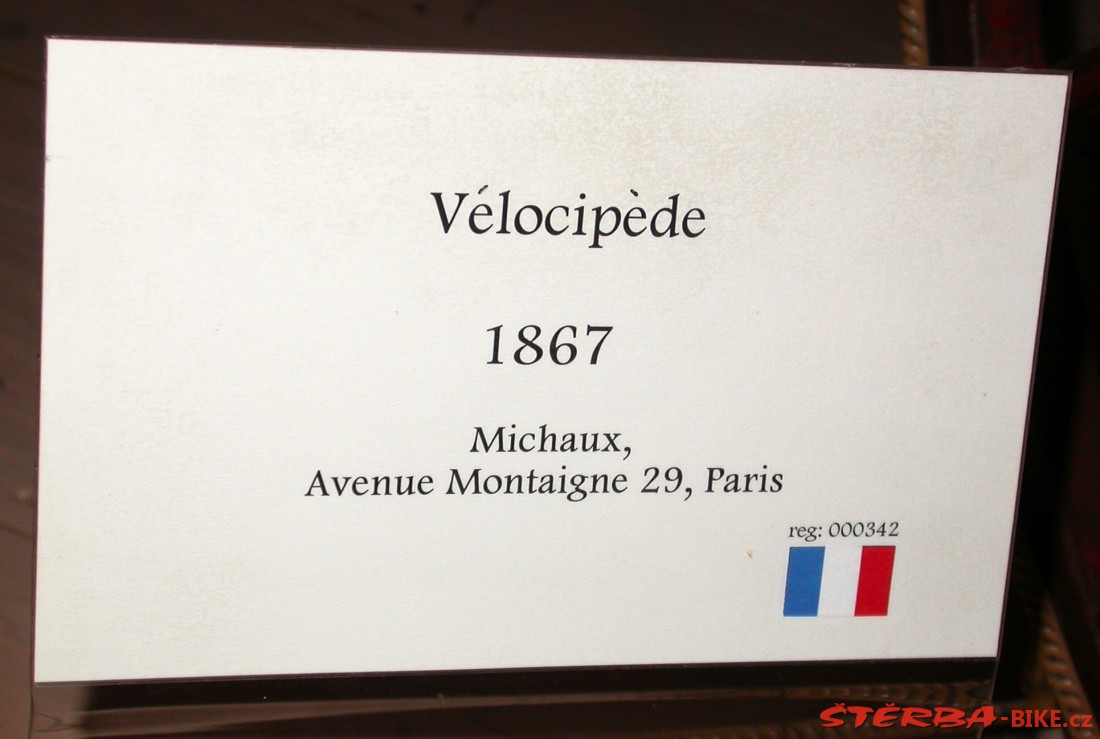 Vélocipède
1867
Michaux,
Avenue Montaigne 29, Paris
reg: 000342
ŠTĚRBA-BIKE.cz